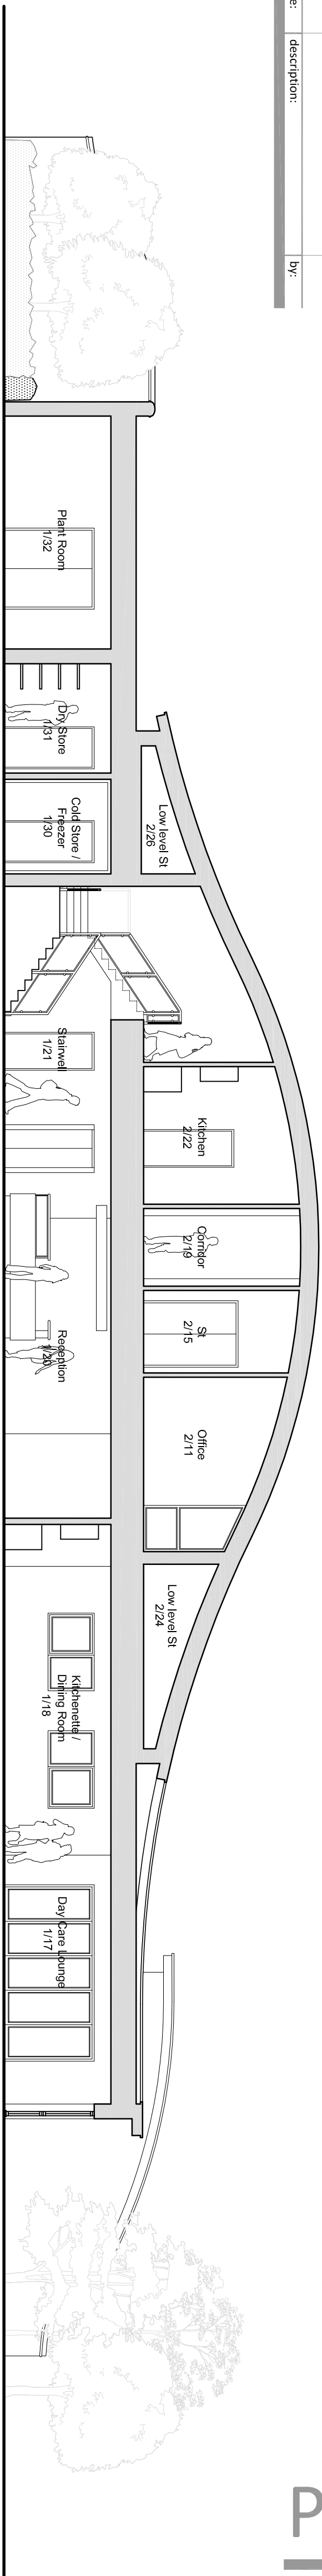 e:
description:
by:
Plant Room
1/32
Dry Store
1/31
Cold Store /
Freezer
1/30
Low level St
2/26
Stairwell
1/21
Kitchen
2/22
Corridor
2/19
St
2/15
Office
2/11
Reception
1/20
Low level St
2/24
Kitchenette /
Dining Room
1/18
Day Care Lounge
1/17
P